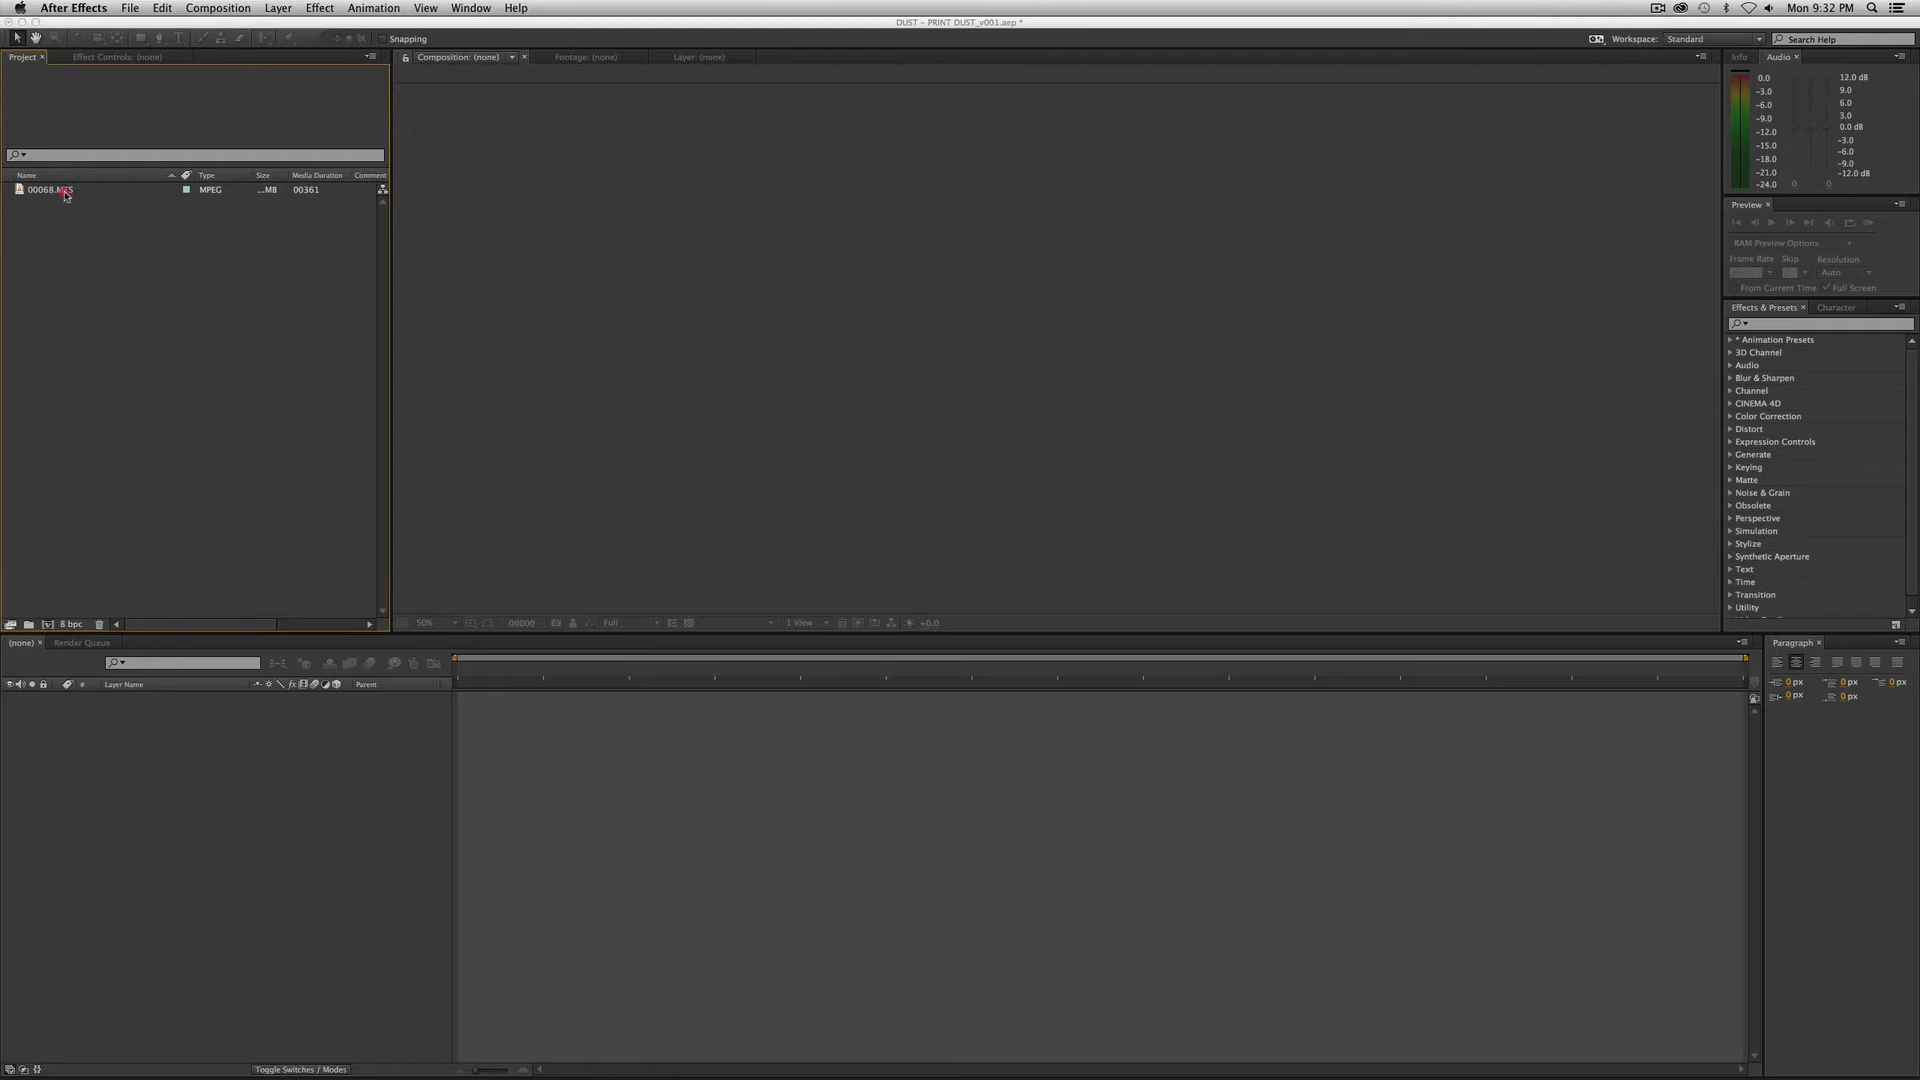 After Effects File Edit Composition Layer Effect Animation View Window Help Mon 9:32 PM
DUST - PRINT DUST_v001.aep *
Snapping Workspace: Standard Search Help
Project Effect Controls: (none) Composition: (none) Footage: (none) Layer: (none) Info Audio
0.0 12.0 dB
-3.0 9.0
-6.0 6.0
-9.0 3.0
-12.0 0.0 dB
-15.0 -3.0
-18.0 -6.0
-21.0 -9.0
-24.0 0 0 -12.0 dB
Name Type Size Media Duration Comment
00068.MTS MPEG ...MB 00361
Preview
RAM Preview Options
Frame Rate Skip Resolution
Auto
From Current Time Full Screen
Effects & Presets Character
* Animation Presets
3D Channel
Audio
Blur & Sharpen
Channel
CINEMA 4D
Color Correction
Distort
Expression Controls
Generate
Keying
Matte
Noise & Grain
Obsolete
Perspective
Simulation
Stylize
Synthetic Aperture
Text
Time
Transition
Utility
8 bpc 50% 00000 Full 1 View +0.0
(none) Render Queue Paragraph
# Layer Name fx Parent
0 px 0 px 0 px
0 px 0 px
Toggle Switches / Modes